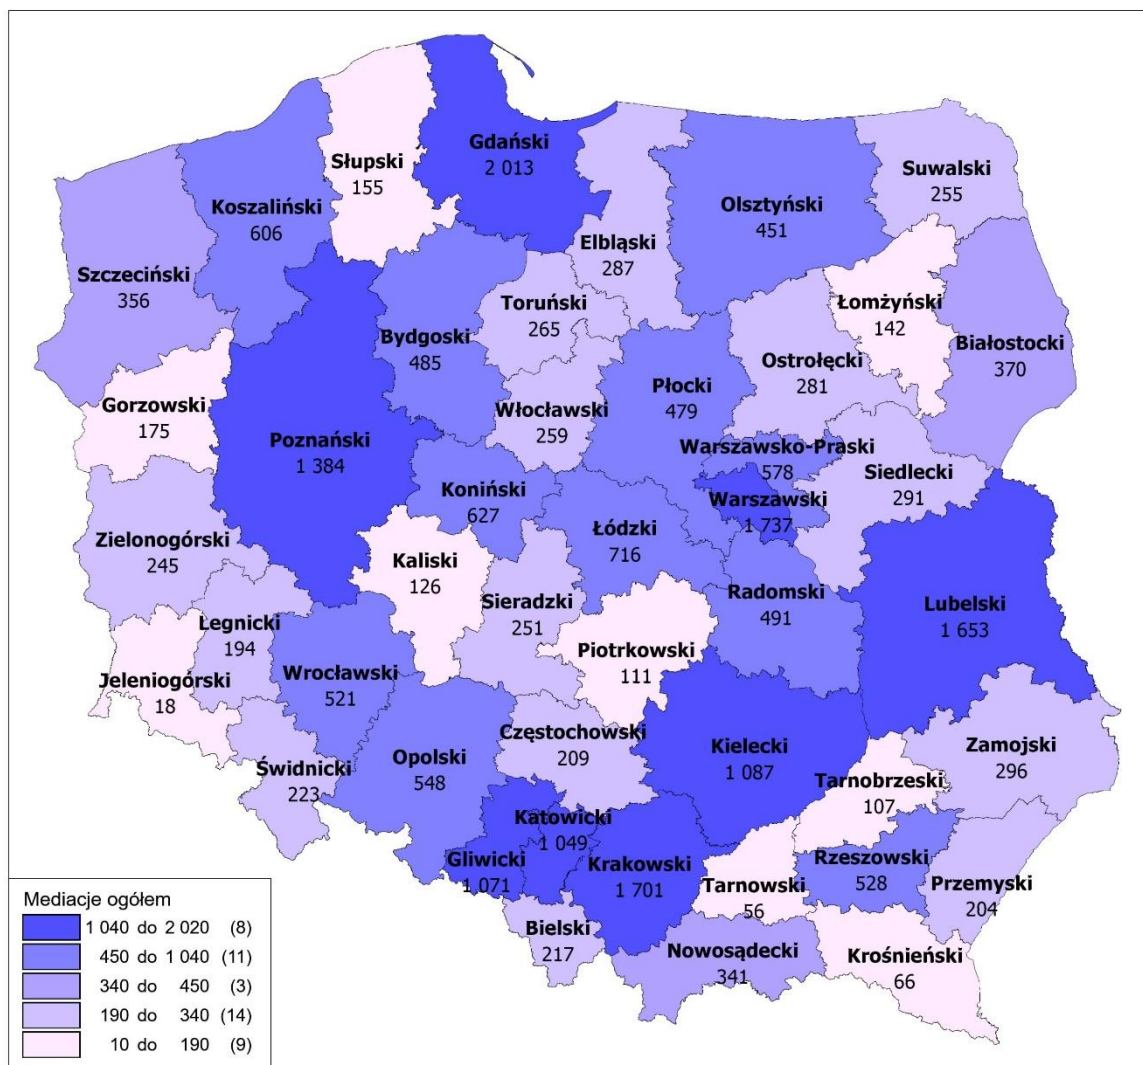 Gdański
2 013
Słupski
155
Suwalski
255
Koszaliński
606
Olsztyński
451
Elbląski
287
Szczeciński
356
Toruński
265
Łomżyński
142
Bydgoski
485
Białostocki
370
Ostrołęcki
281
Płocki
479
Gorzowski
175
Włocławski
259
Poznański
1 384
Warszawsko-Praski
578
Siedlecki
291
Koniński
627
Warszawski
1 737
Łódzki
716
Zielonogórski
245
Kaliski
126
Radomski
491
Sieradzki
251
Lubelski
1 653
Legnicki
194
Piotrkowski
111
Wrocławski
521
Jeleniogórski
18
Częstochowski
209
Kielecki
1 087
Zamojski
296
Opolski
548
Świdnicki
223
Tarnobrzeski
107
Katowicki
1 049
Gliwicki
1 071
Krakowski
1 701
Rzeszowski
528
Tarnowski
56
Przemyski
204
Bielski
217
Nowosądecki
341
Krośnieński
66
Mediacje ogółem
1 040 do 2 020 (8)
450 do 1 040 (11)
340 do 450 (3)
190 do 340 (14)
10 do 190 (9)